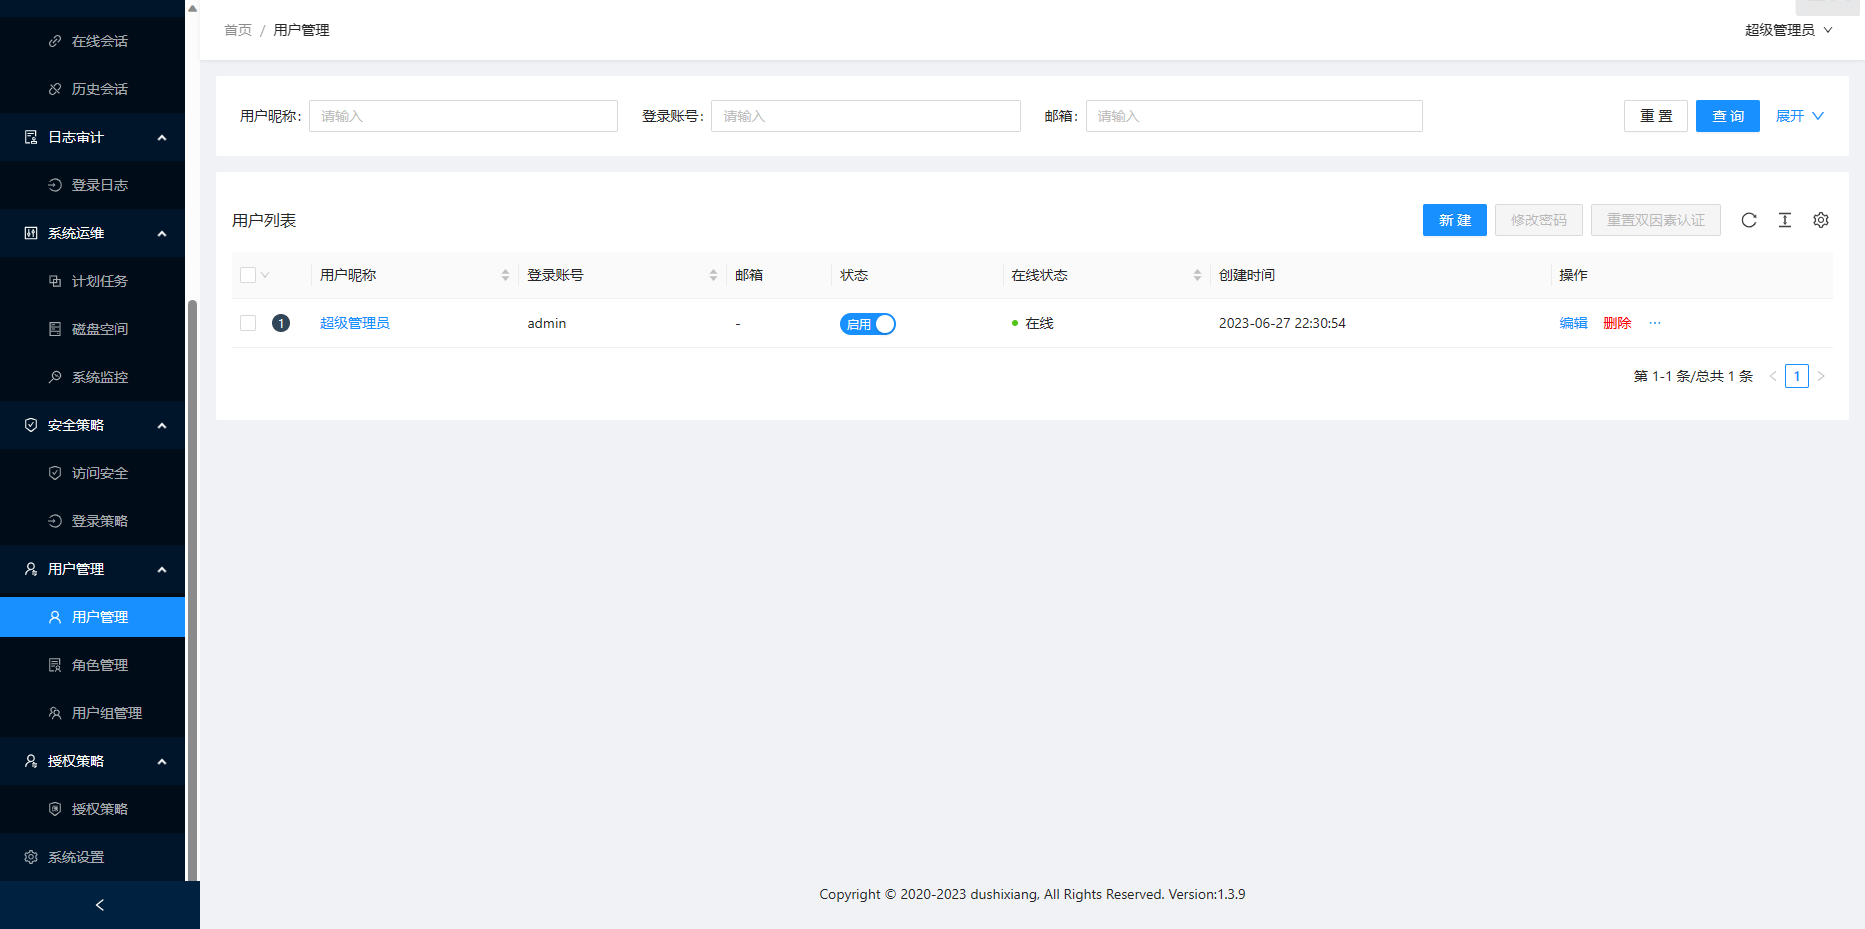 在线会话
历史会话
日志审计
登录日志
系统运维
计划任务
磁盘空间
系统监控
安全策略
访问安全
登录策略
用户管理
用户管理
角色管理
用户组管理
授权策略
授权策略
系统设置
首页 / 用户管理
超级管理员
用户昵称: 请输入 登录账号: 请输入 邮箱: 请输入 重 置 查 询 展开
用户列表 新 建 修改密码 重置双因素认证
用户昵称 登录账号 邮箱 状态 在线状态 创建时间 操作
1 超级管理员 admin - 启用 在线 2023-06-27 22:30:54 编辑 删除 ···
第 1-1 条/总共 1 条 < 1 >
Copyright © 2020-2023 dushixiang, All Rights Reserved. Version:1.3.9